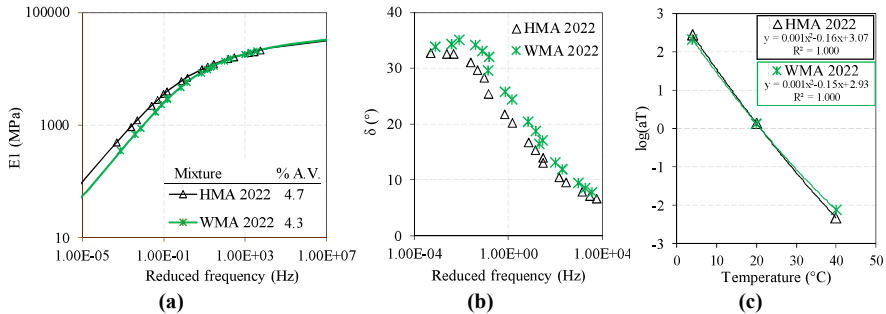 100000
1000
10
E1 (MPa)
Mixture % A.V.
HMA 2022 4.7
WMA 2022 4.3
1.00E-05 1.00E-01 1.00E+03 1.00E+07
Reduced frequency (Hz)
(a)
40
30
20
10
0
δ (°)
HMA 2022
WMA 2022
1.00E-04 1.00E+00 1.00E+04
Reduced frequency (Hz)
(b)
3
2
1
0
-1
-2
-3
log(aT)
HMA 2022
y = 0.001x²-0.16x+3.07
R² = 1.000
WMA 2022
y = 0.001x²-0.15x+2.93
R² = 1.000
0 10 20 30 40 50
Temperature (°C)
(c)